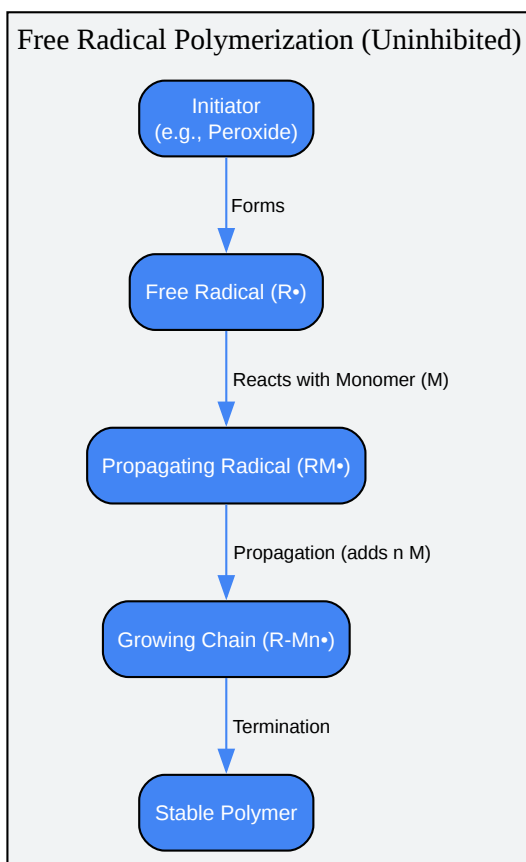 Free Radical Polymerization (Uninhibited)
Initiator
(e.g., Peroxide)
Forms
Free Radical (R•)
Reacts with Monomer (M)
Propagating Radical (RM•)
Propagation (adds n M)
Growing Chain (R-Mn•)
Termination
Stable Polymer